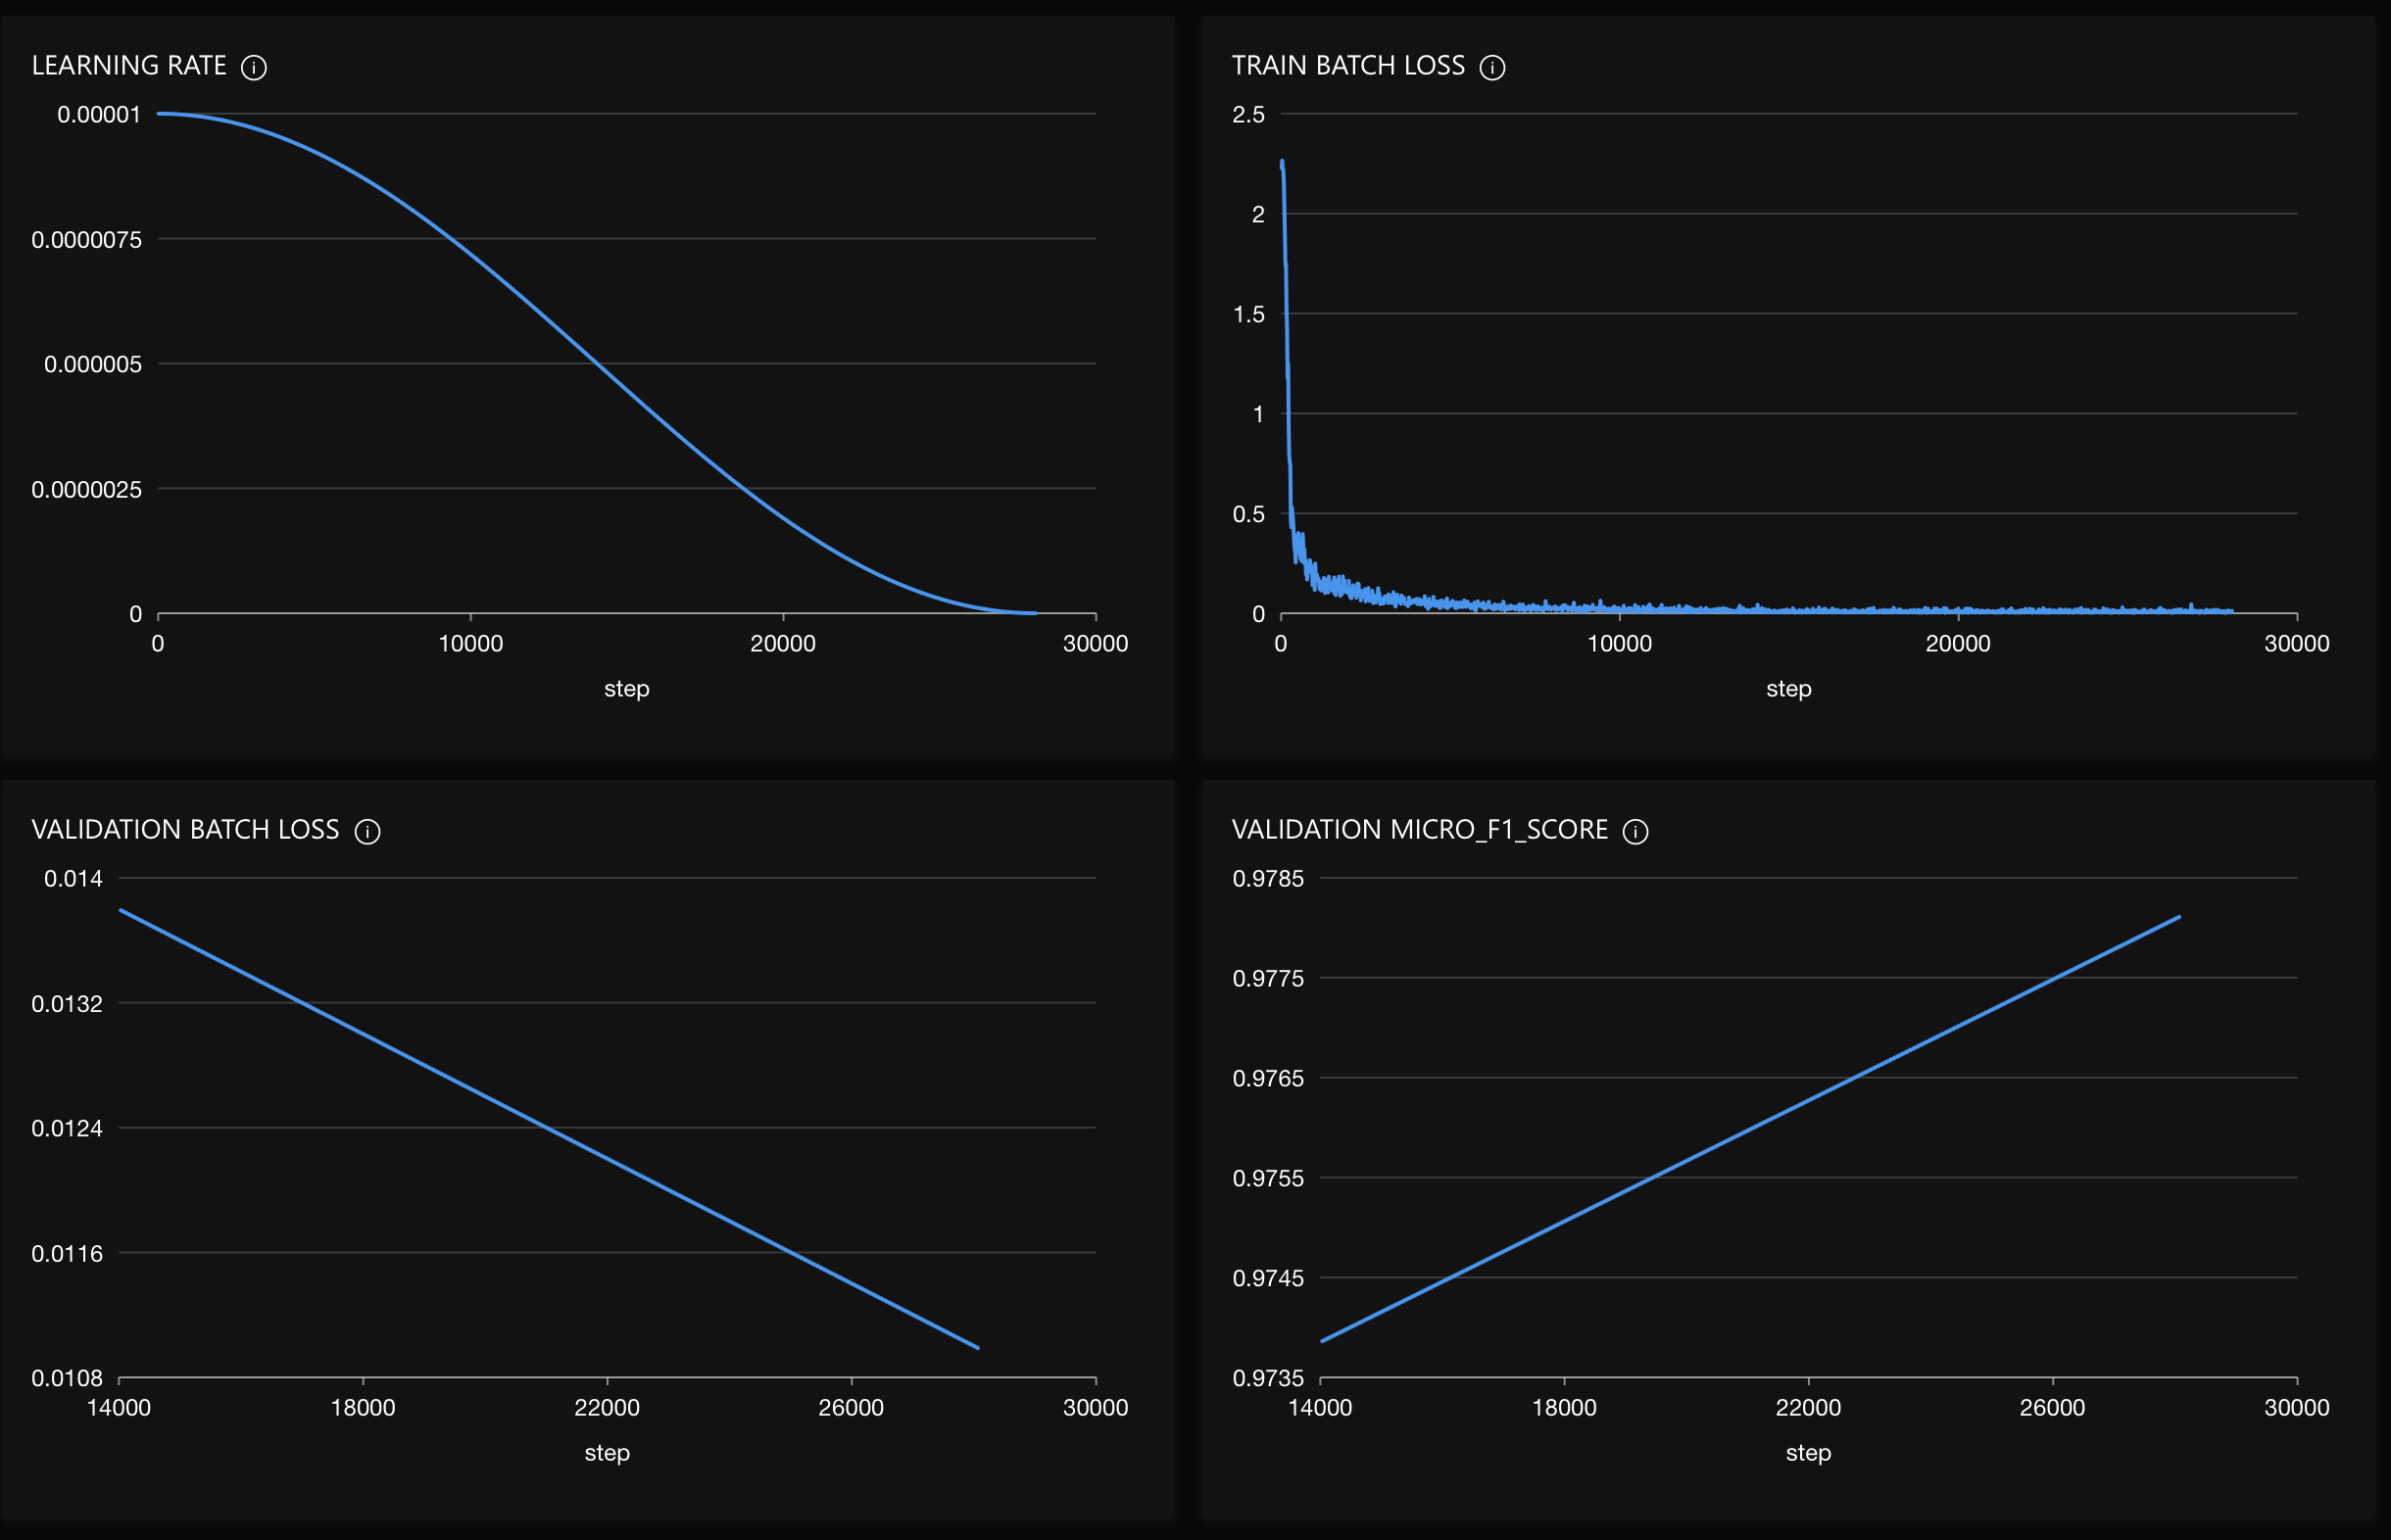 LEARNING RATE
0.00001
0.0000075
0.000005
0.0000025
0
0 10000 20000 30000
step
TRAIN BATCH LOSS
2.5
2
1.5
1
0.5
0
0 10000 20000 30000
step
VALIDATION BATCH LOSS
0.014
0.0132
0.0124
0.0116
0.0108
14000 18000 22000 26000 30000
step
VALIDATION MICRO_F1_SCORE
0.9785
0.9775
0.9765
0.9755
0.9745
0.9735
14000 18000 22000 26000 30000
step